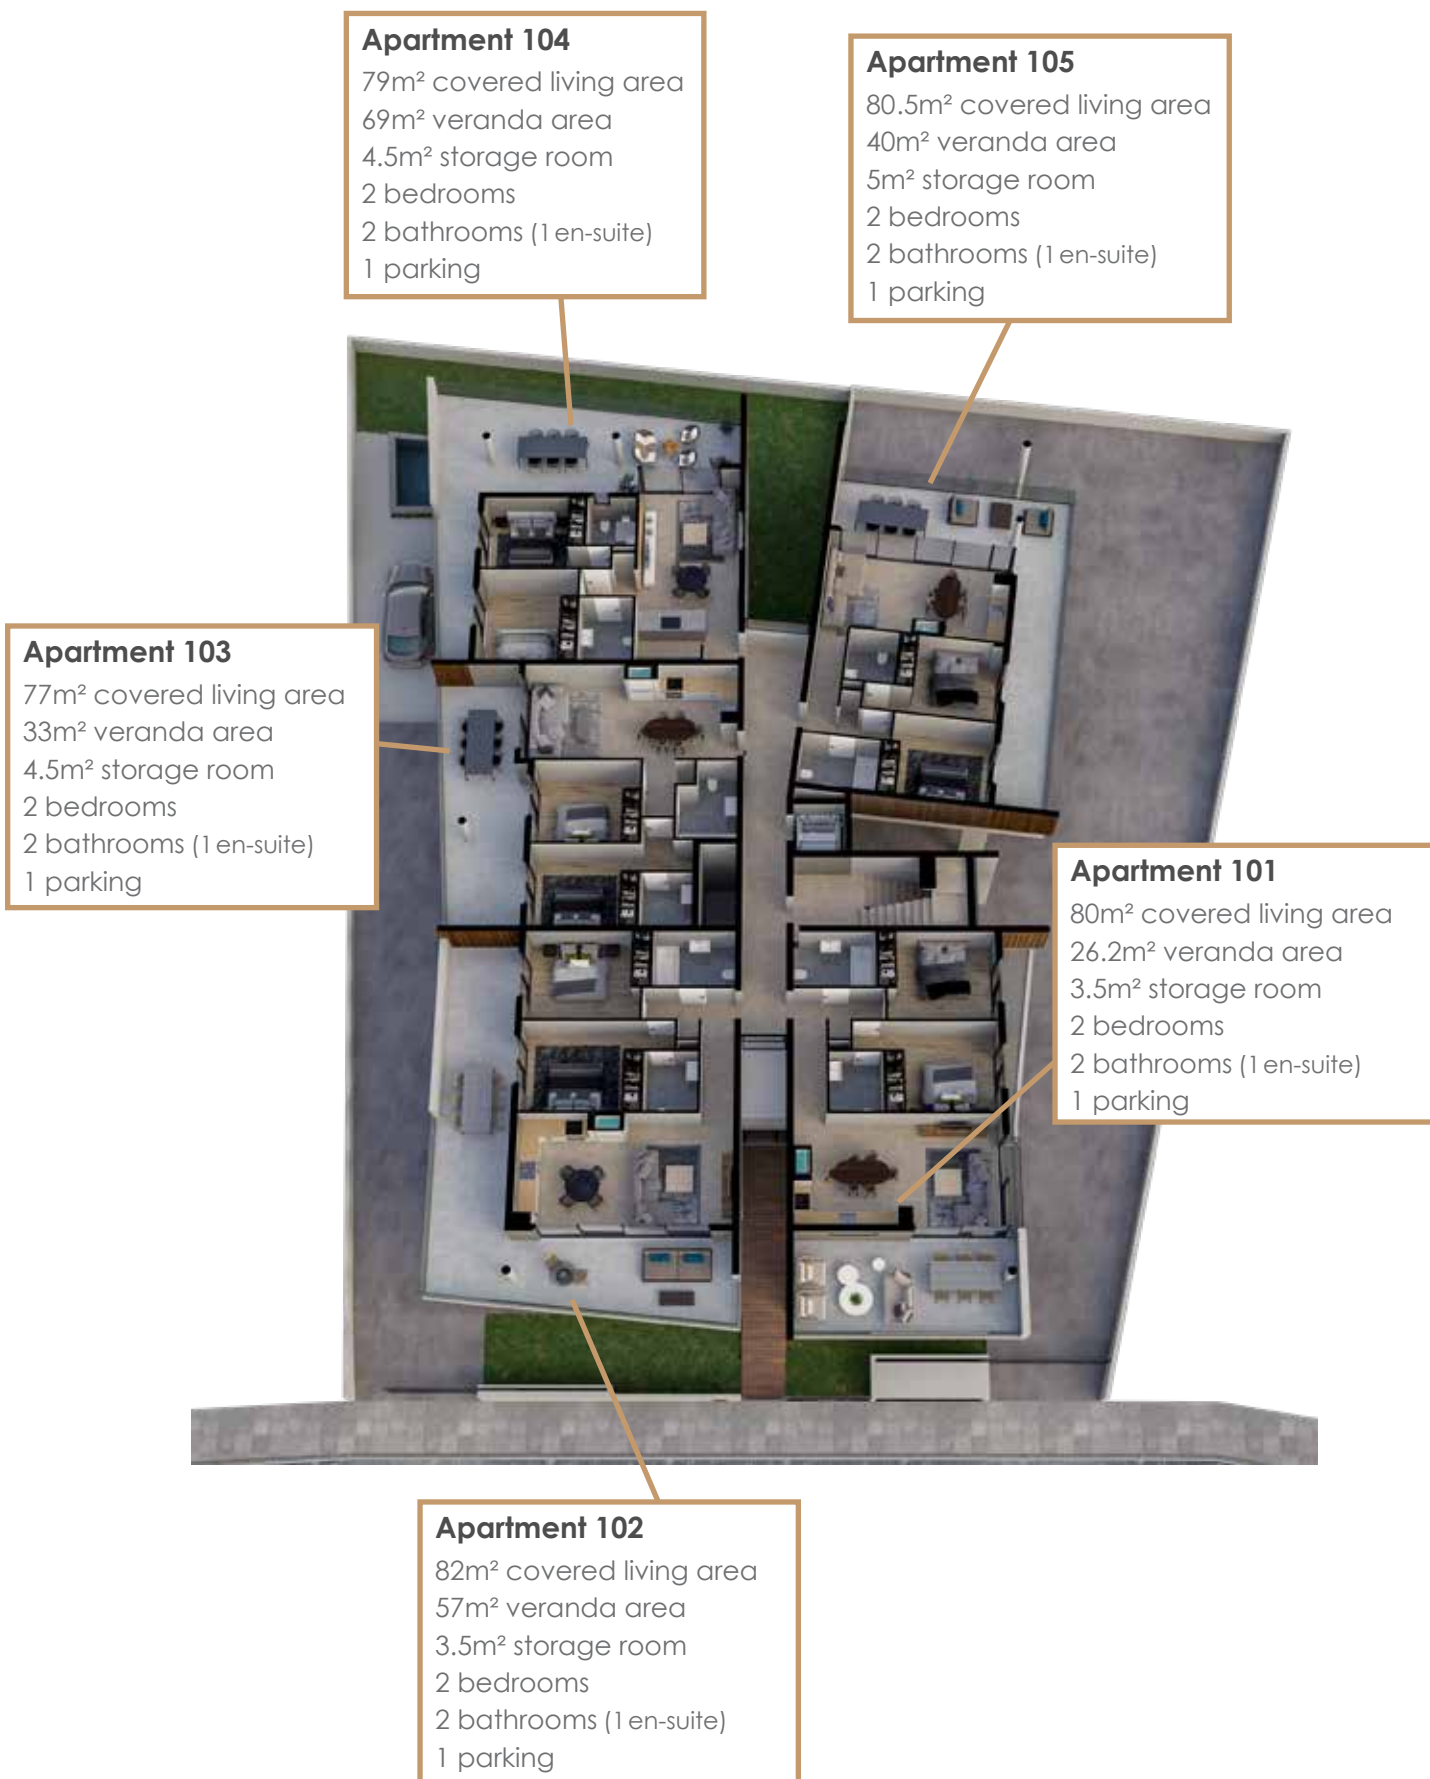 Apartment 104
79m² covered living area
69m² veranda area
4.5m² storage room
2 bedrooms
2 bathrooms (1 en-suite)
1 parking
Apartment 105
80.5m² covered living area
40m² veranda area
5m² storage room
2 bedrooms
2 bathrooms (1 en-suite)
1 parking
Apartment 103
77m² covered living area
33m² veranda area
4.5m² storage room
2 bedrooms
2 bathrooms (1 en-suite)
1 parking
Apartment 101
80m² covered living area
26.2m² veranda area
3.5m² storage room
2 bedrooms
2 bathrooms (1 en-suite)
1 parking
Apartment 102
82m² covered living area
57m² veranda area
3.5m² storage room
2 bedrooms
2 bathrooms (1 en-suite)
1 parking